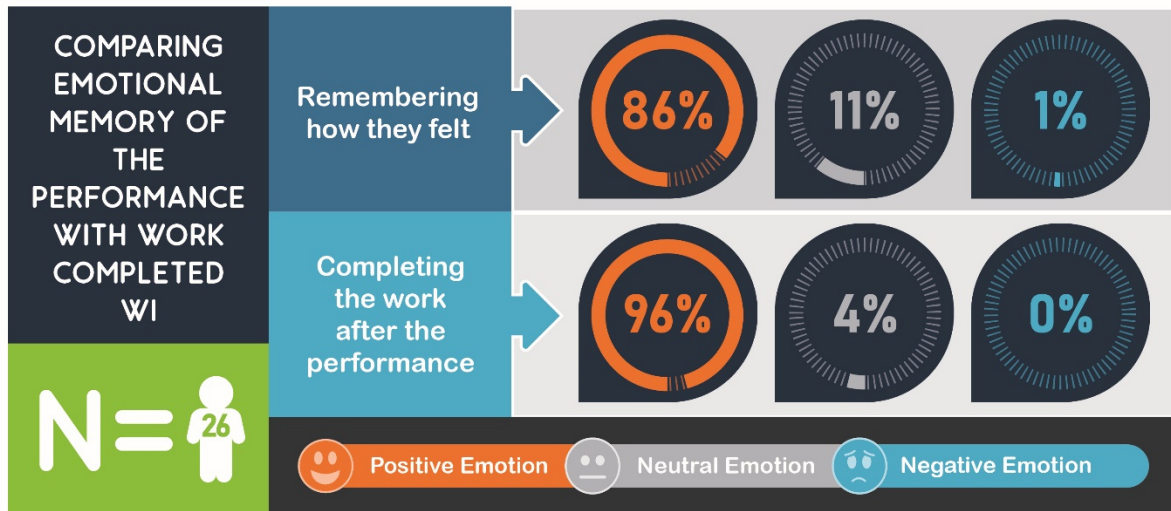 COMPARING
EMOTIONAL
MEMORY OF
THE
PERFORMANCE
WITH WORK
COMPLETED
WI
N=
26
Remembering
how they felt
86%
11%
1%
Completing
the work
after the
performance
96%
4%
0%
Positive Emotion
Neutral Emotion
Negative Emotion